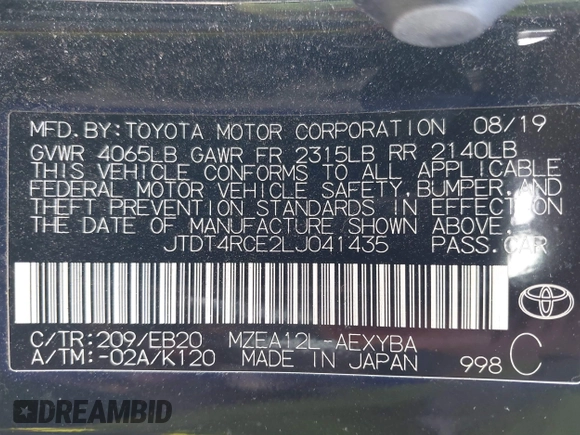 MFD.BY:TOYOTA MOTOR CORPORATION 08/19
GVWR 4065LB GAWR FR 2315LB RR 2140LB
THIS VEHICLE CONFORMS TO ALL APPLICABLE
FEDERAL MOTOR VEHICLE SAFETY,BUMPER,AND
THEFT PREVENTION STANDARDS IN EFFECTION
THE DATE OF MANUFACTURE SHOWN ABOVE.
JTDT4RCE2LJ041435 PASS.CAR
C/TR:209/EB20 MZEA12L-AEXYBA
A/TM:-02A/K120 MADE IN JAPAN 998 C
DREAMBID